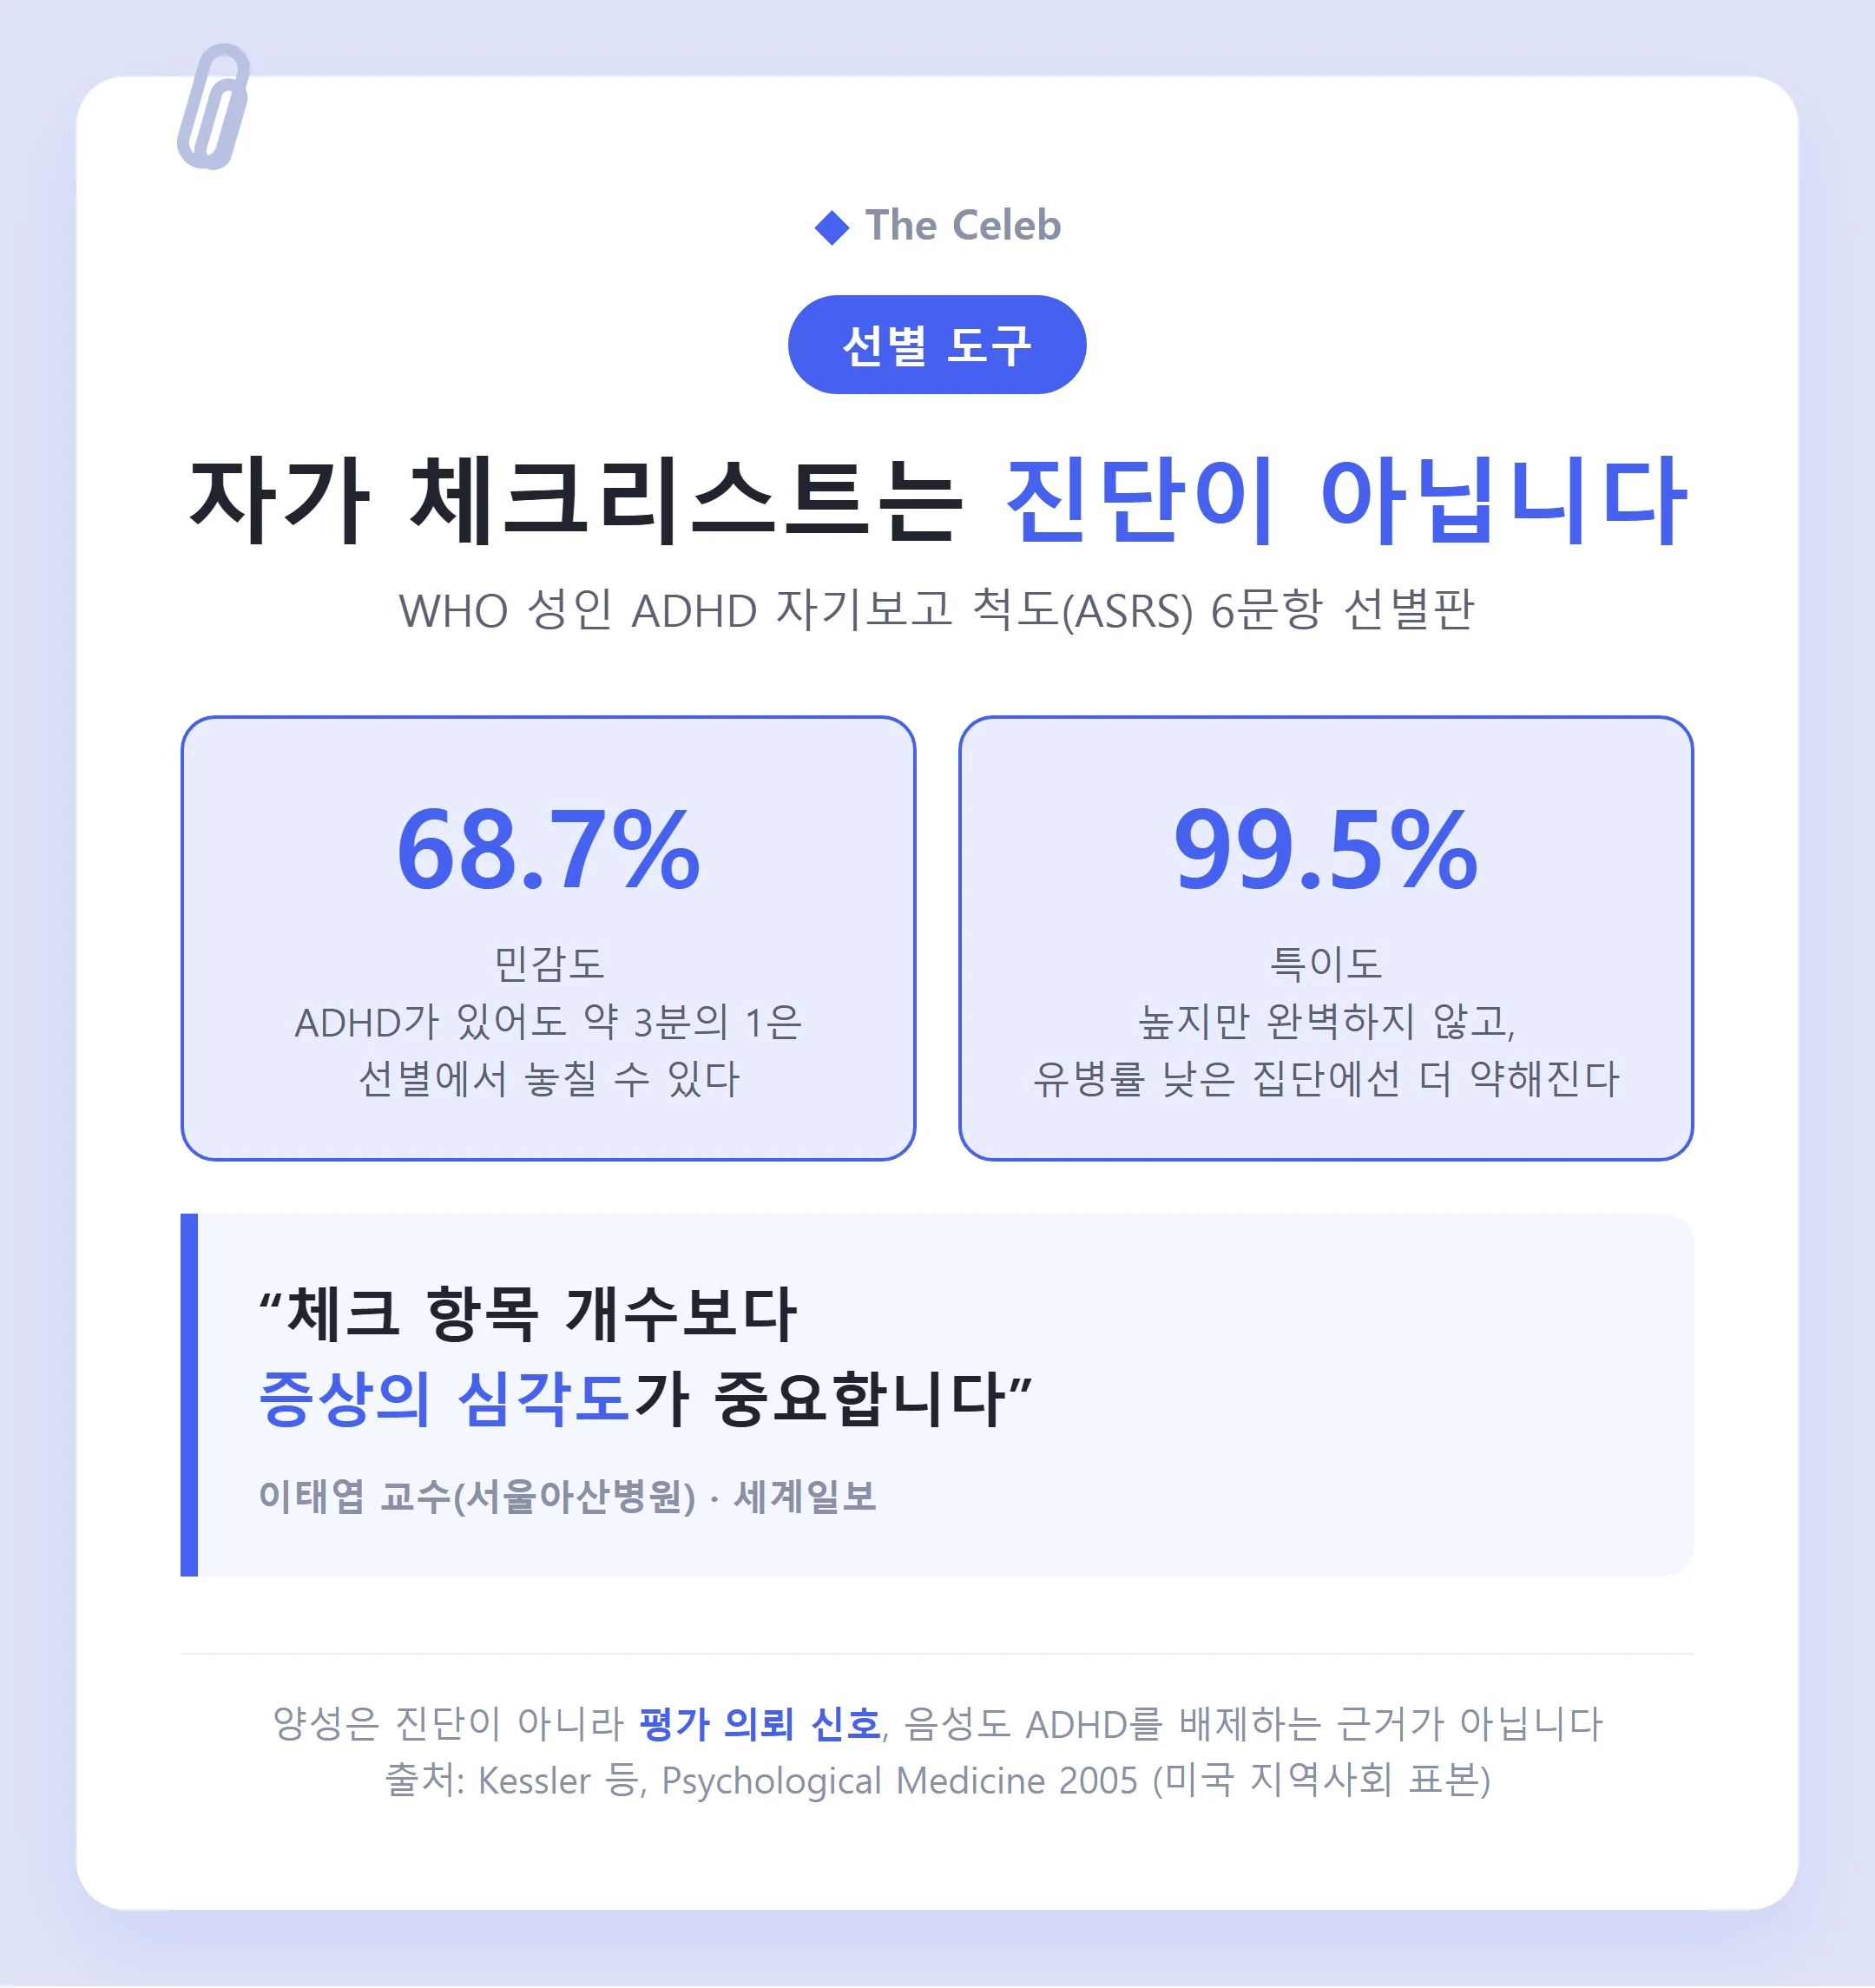 The Celeb
선별 도구
자가 체크리스트는 진단이 아닙니다
WHO 성인 ADHD 자기보고 척도(ASRS) 6문항 선별판
68.7%
민감도
ADHD가 있어도 약 3분의 1은
선별에서 놓칠 수 있다
99.5%
특이도
높지만 완벽하지 않고,
유병률 낮은 집단에선 더 약해진다
“체크 항목 개수보다
증상의 심각도가 중요합니다”
이태엽 교수(서울아산병원) · 세계일보
양성은 진단이 아니라 평가 의뢰 신호, 음성도 ADHD를 배제하는 근거가 아닙니다
출처: Kessler 등, Psychological Medicine 2005 (미국 지역사회 표본)